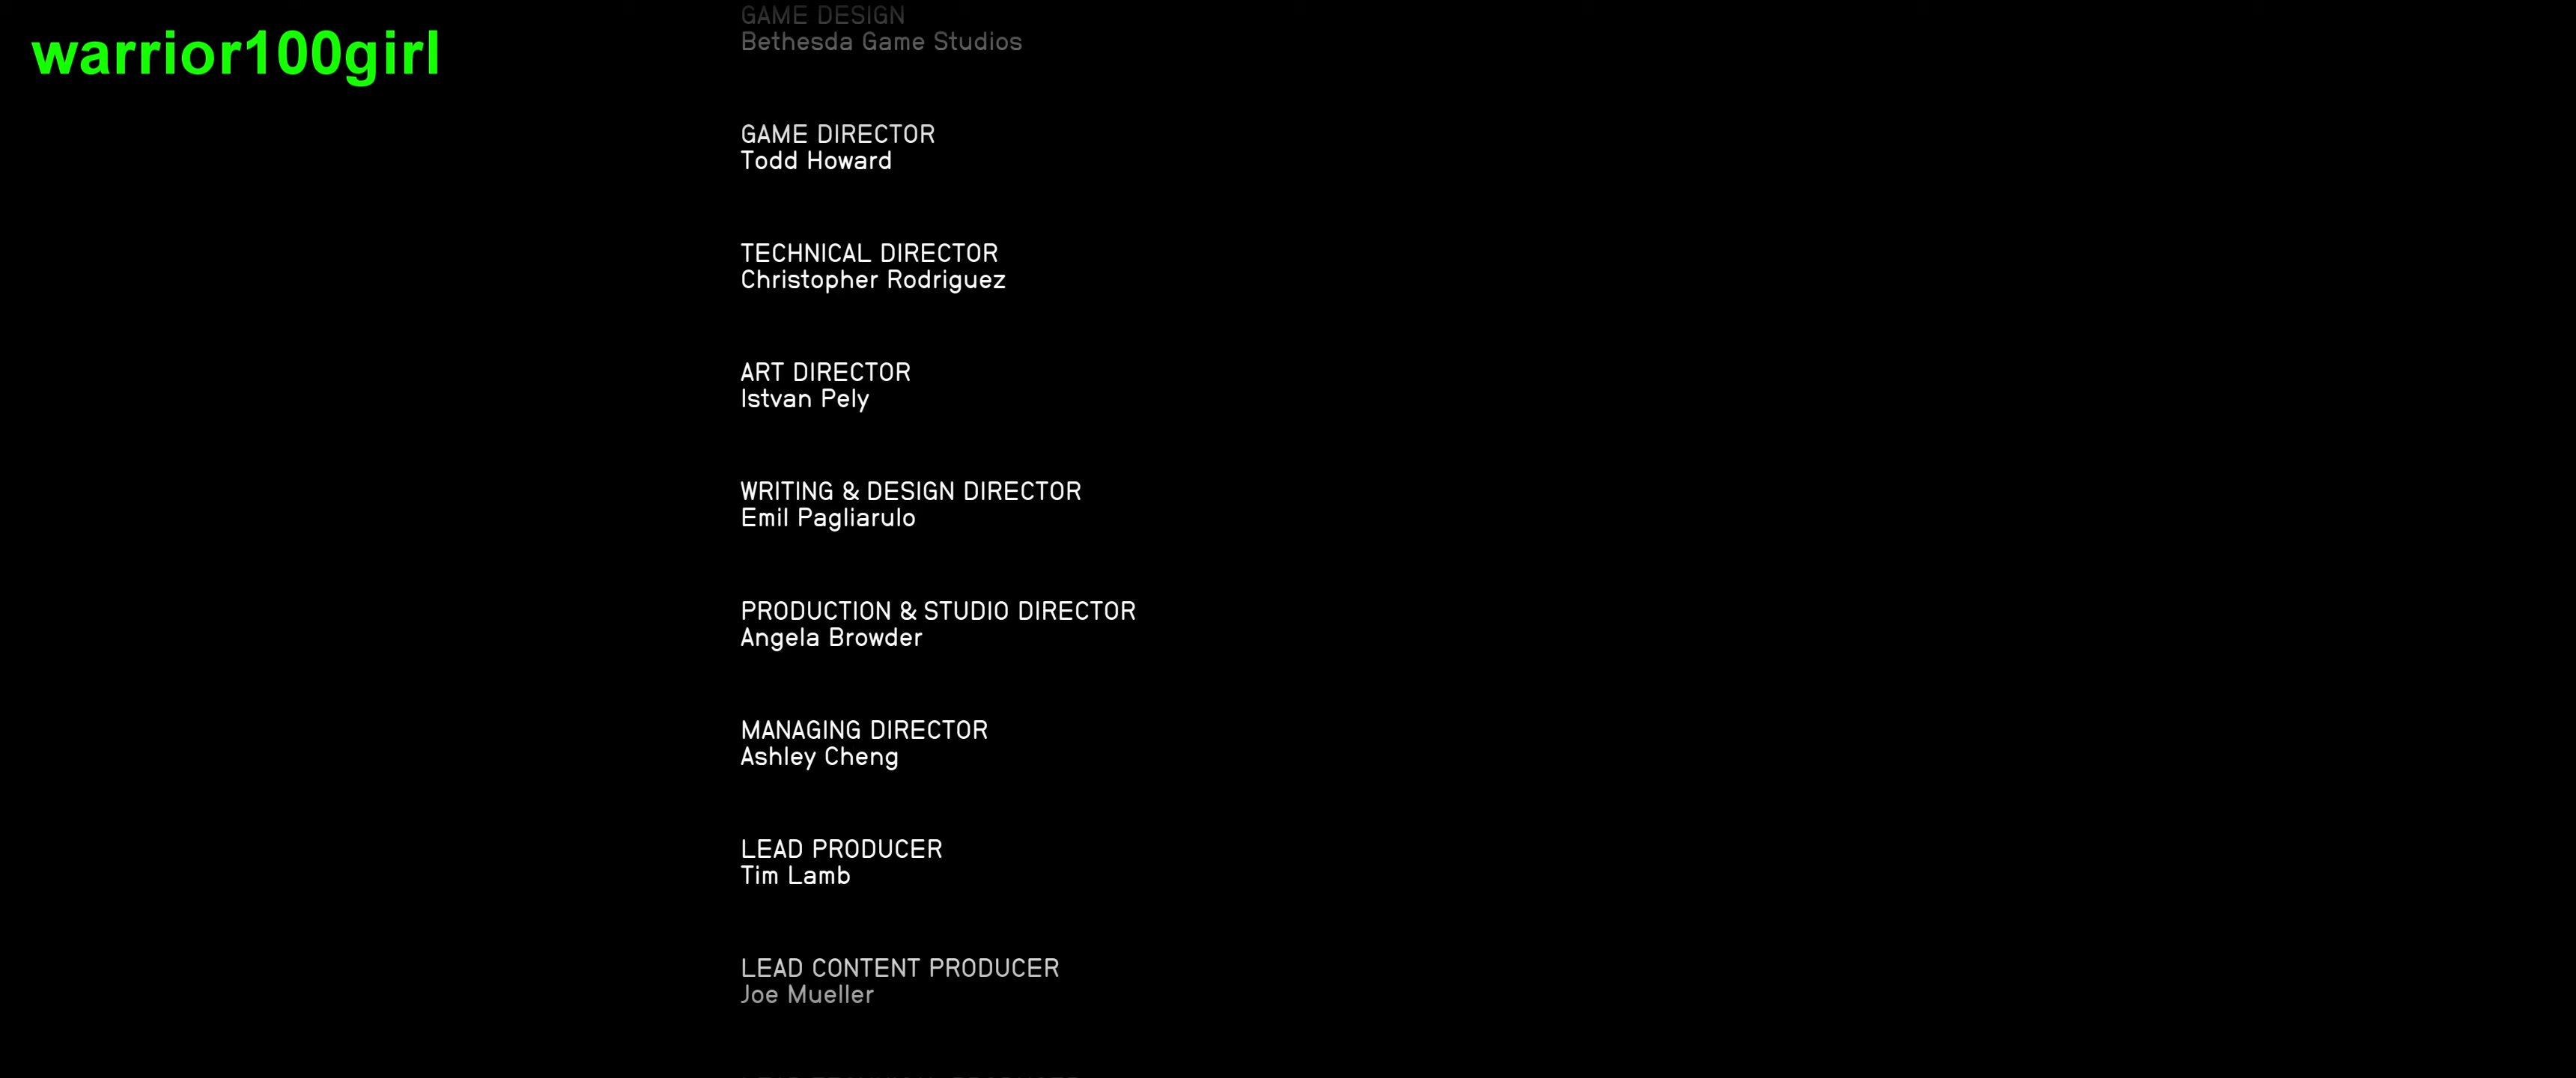 warrior100girl
GAME DESIGN
Bethesda Game Studios
GAME DIRECTOR
Todd Howard
TECHNICAL DIRECTOR
Christopher Rodriguez
ART DIRECTOR
Istvan Pely
WRITING & DESIGN DIRECTOR
Emil Pagliarulo
PRODUCTION & STUDIO DIRECTOR
Angela Browder
MANAGING DIRECTOR
Ashley Cheng
LEAD PRODUCER
Tim Lamb
LEAD CONTENT PRODUCER
Joe Mueller